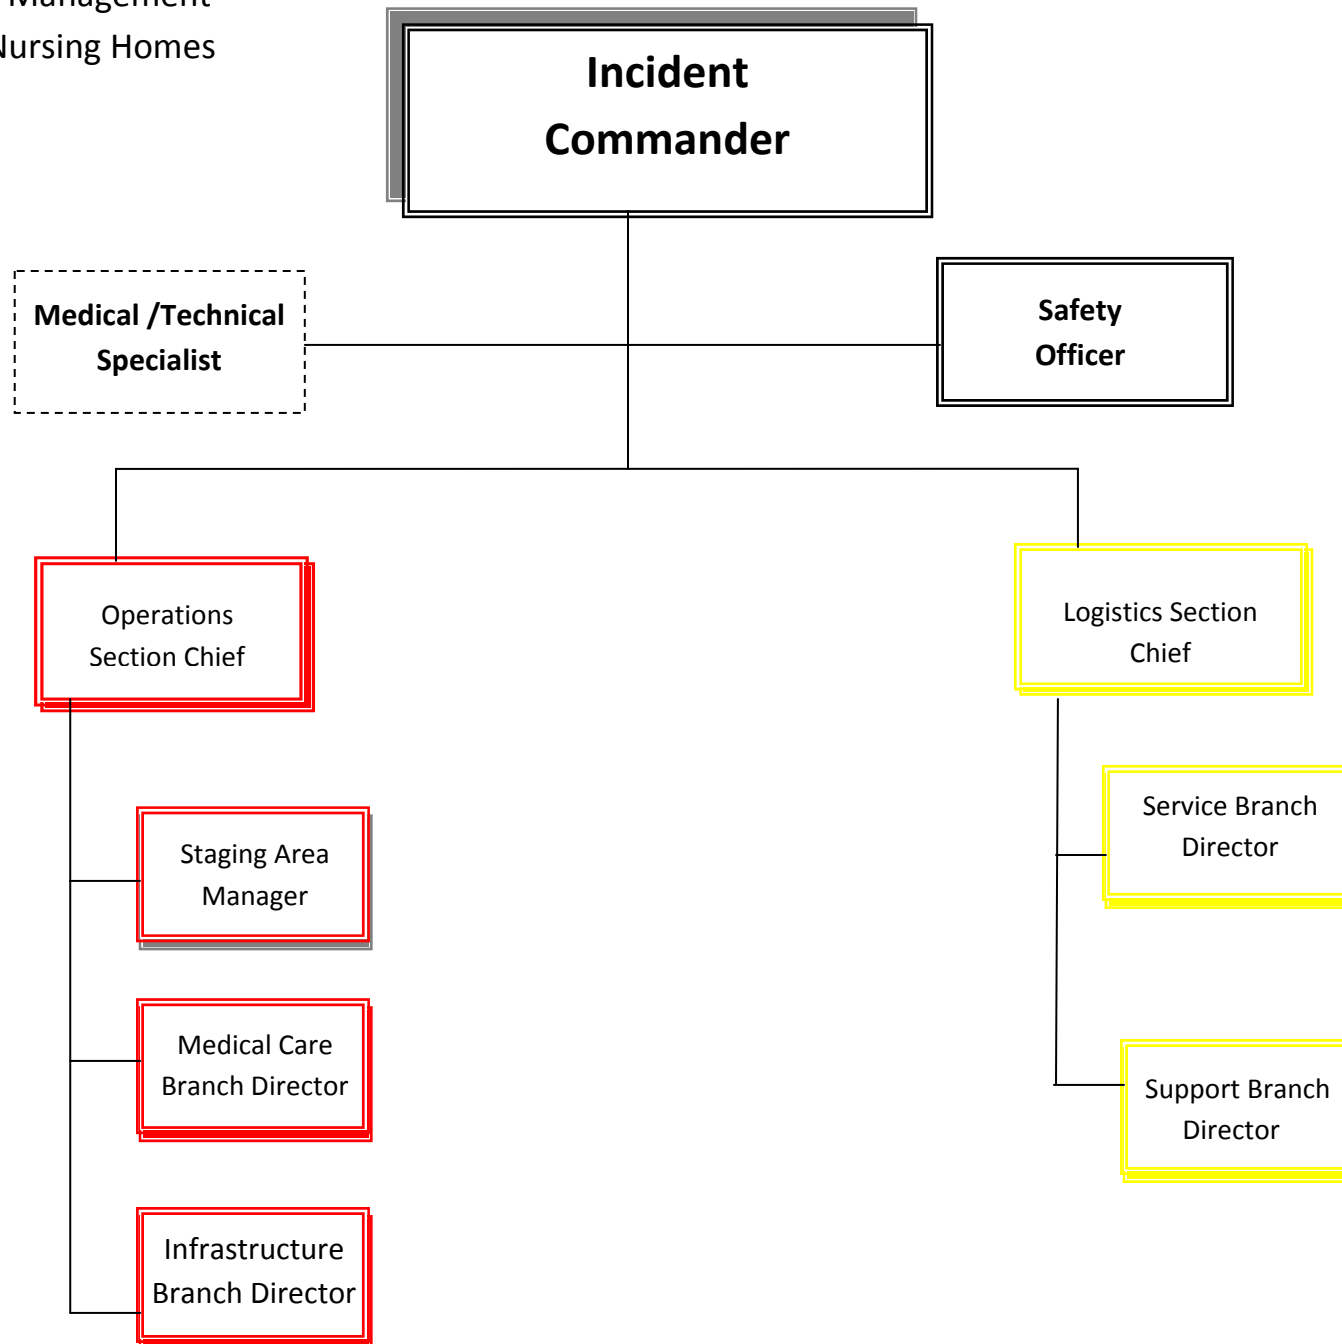 Management
Nursing Homes
Incident
Commander
Medical /Technical
Specialist
Safety
Officer
Operations
Section Chief
Logistics Section
Chief
Staging Area
Manager
Service Branch
Director
Medical Care
Branch Director
Support Branch
Director
Infrastructure
Branch Director